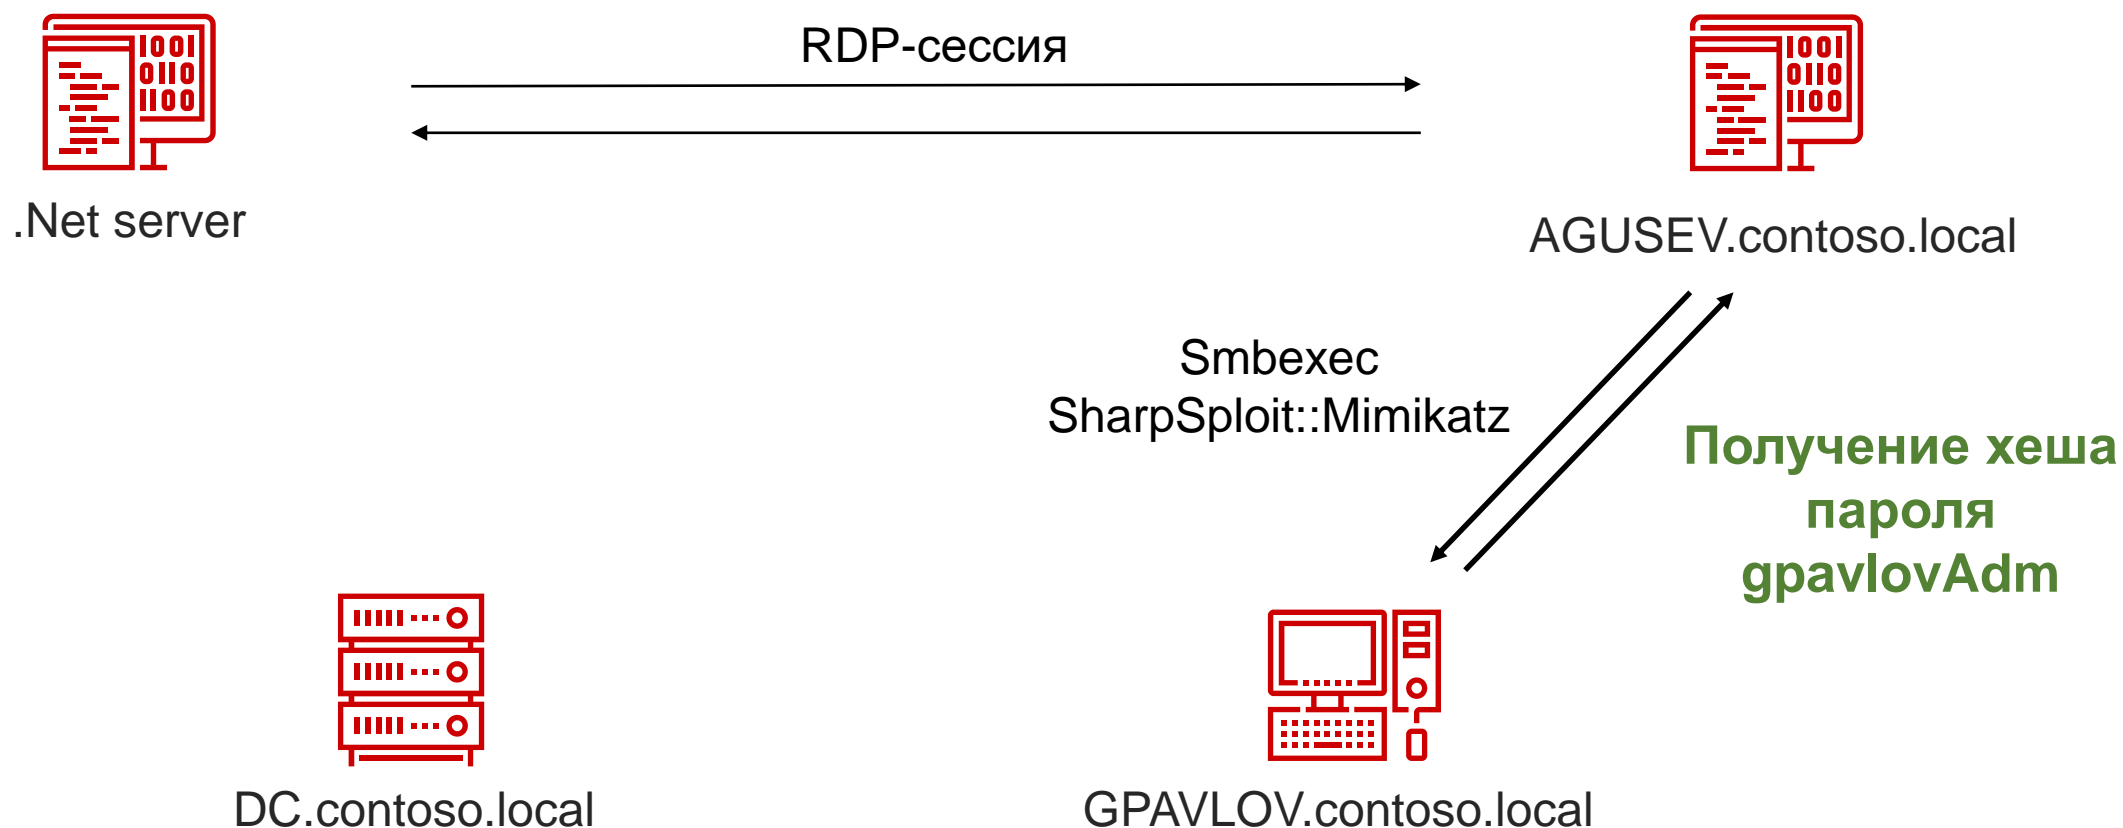 RDP-сессия
.Net server
AGUSEV.contoso.local
Smbexec
SharpSploit::Mimikatz
Получение хеша
пароля
gpavlovAdm
DC.contoso.local
GPAVLOV.contoso.local